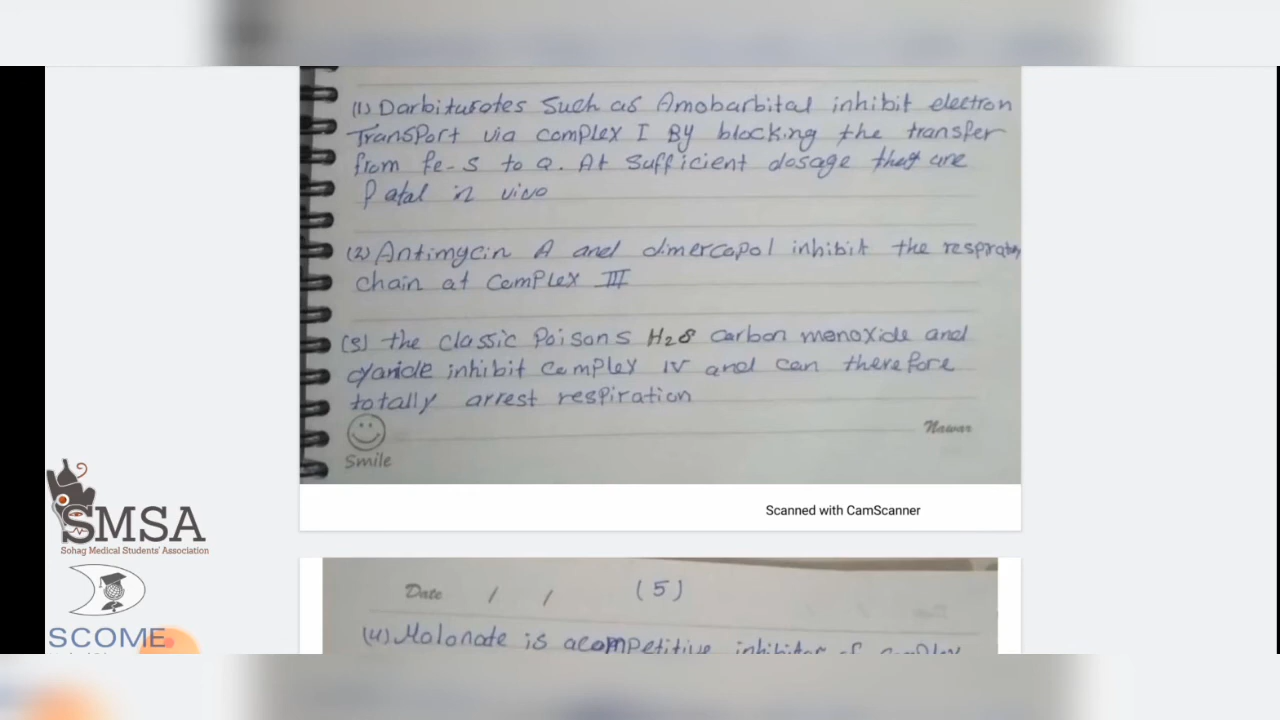 (1) Barbiturates such as Amobarbital inhibit electron
Transport via complex I By blocking the transfer
from fe-S to Q. At sufficient dosage they are
fatal in vivo
(2) Antimycin A and dimercapol inhibit the respiratory
chain at Complex III
(3) the classic Poisons H2S carbon monoxide and
cyanide inhibit Complex IV and can therefore
totally arrest respiration
Nawar
Smile
Scanned with CamScanner
SMSA
Sohag Medical Students' Association
SCOME
Date / / (5)
(4) Malonate is a competitive inhibitor of complex